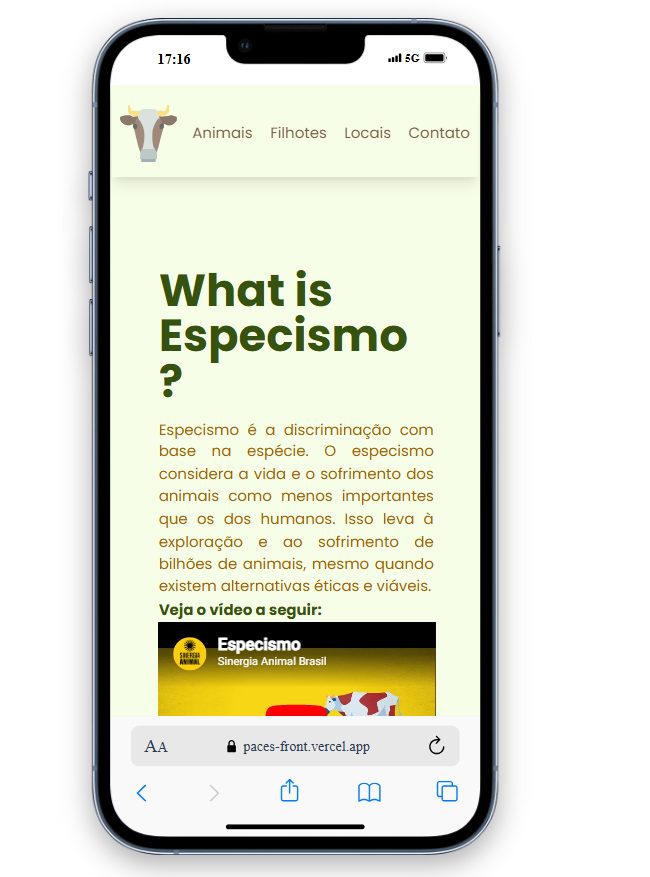 17:16
5G
Animais Filhotes Locais Contato
What is
Especismo
?
Especismo é a discriminação com
base na espécie. O especismo
considera a vida e o sofrimento dos
animais como menos importantes
que os dos humanos. Isso leva à
exploração e ao sofrimento de
bilhões de animais, mesmo quando
existem alternativas éticas e viáveis.
Veja o vídeo a seguir:
SINERGIA
ANIMAL
Especismo
Sinergia Animal Brasil
AA
paces-front.vercel.app